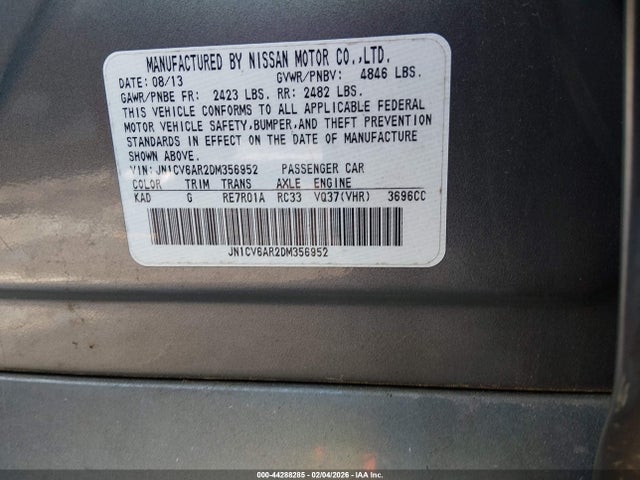 MANUFACTURED BY NISSAN MOTOR CO.,LTD.
DATE: 08/13 GVWR/PNBV: 4846 LBS.
GAWR/PNBE FR: 2423 LBS. RR: 2482 LBS.
THIS VEHICLE CONFORMS TO ALL APPLICABLE FEDERAL
MOTOR VEHICLE SAFETY,BUMPER,AND THEFT PREVENTION
STANDARDS IN EFFECT ON THE DATE OF MANUFACTURE
SHOWN ABOVE.
VIN: JN1CV6AR2DM356952 PASSENGER CAR
COLOR TRIM TRANS AXLE ENGINE
KAD G RE7R01A RC33 VQ37(VHR) 3696CC
JN1CV6AR2DM356952
000-44288285 - 02/04/2026 - IAAI.com